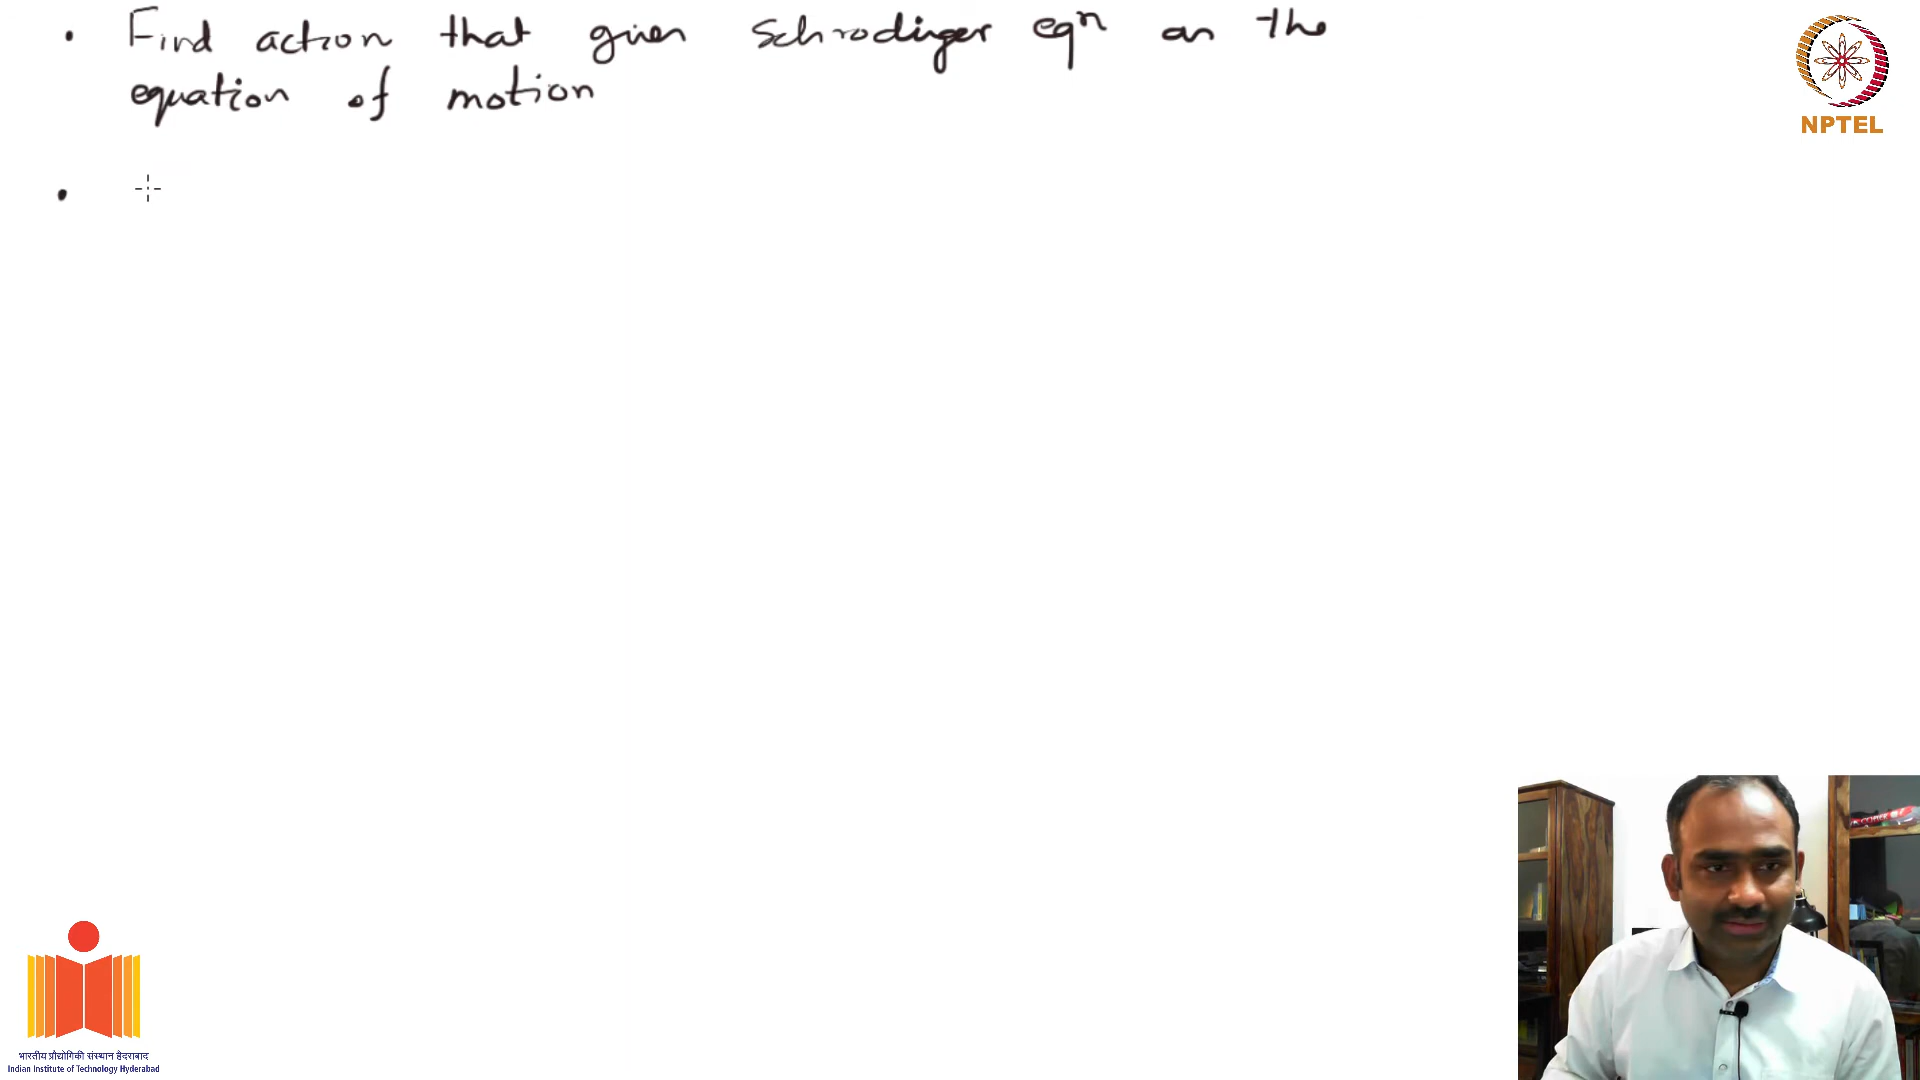 • Find action that gives Schrodinger eqn as the
equation of motion
•
NPTEL
भारतीय प्रौद्योगिकी संस्थान हैदराबाद
Indian Institute of Technology Hyderabad